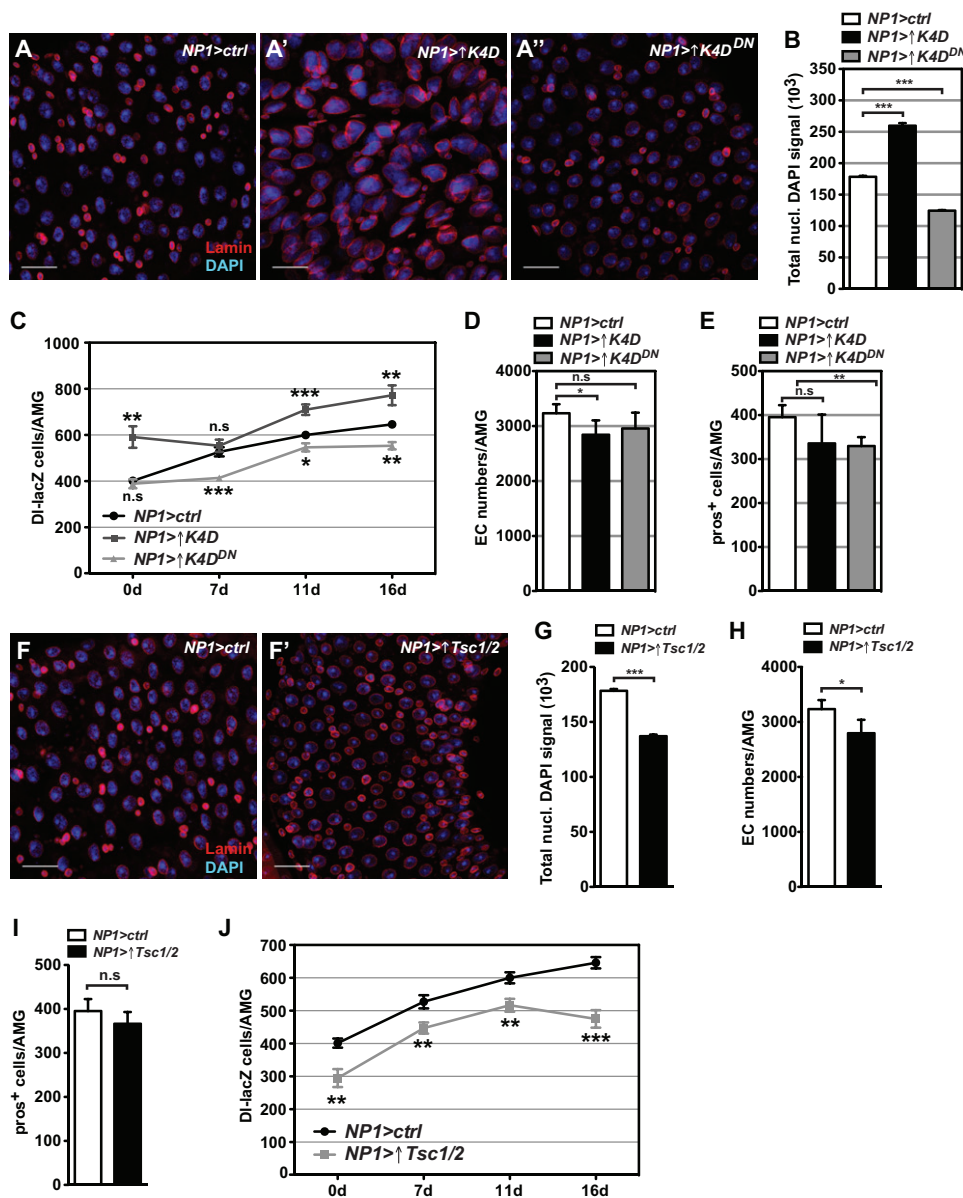 A
NP1>ctrl
Lamin
DAPI
A'
NP1>↑K4D
A''
NP1>↑K4D^DN
B
NP1>ctrl
NP1>↑K4D
NP1>↑K4D^DN
Total nucl. DAPI signal (10^3)
350
300
250
200
150
100
50
0
***
***
C
Dl-lacZ cells/AMG
1000
800
600
400
200
0
**
n.s
***
**
n.s
***
*
**
NP1>ctrl
NP1>↑K4D
NP1>↑K4D^DN
0d
7d
11d
16d
D
NP1>ctrl
NP1>↑K4D
NP1>↑K4D^DN
EC numbers/AMG
4000
3000
2000
1000
0
n.s
*
E
NP1>ctrl
NP1>↑K4D
NP1>↑K4D^DN
pros+ cells/AMG
500
400
300
200
100
0
**
n.s
F
NP1>ctrl
Lamin
DAPI
F'
NP1>↑Tsc1/2
G
NP1>ctrl
NP1>↑Tsc1/2
Total nucl. DAPI signal (10^3)
200
150
100
50
0
***
H
NP1>ctrl
NP1>↑Tsc1/2
EC numbers/AMG
4000
3000
2000
1000
0
*
I
NP1>ctrl
NP1>↑Tsc1/2
pros+ cells/AMG
500
400
300
200
100
0
n.s
J
Dl-lacZ cells/AMG
700
600
500
400
300
200
100
0
**
**
**
***
NP1>ctrl
NP1>↑Tsc1/2
0d
7d
11d
16d